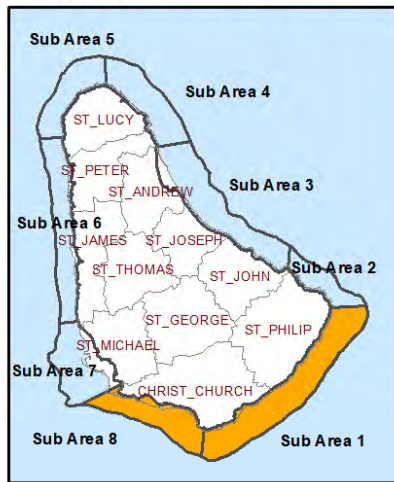 Sub Area 5
Sub Area 4
ST_LUCY
ST_PETER
ST_ANDREW
Sub Area 3
Sub Area 6
ST_JAMES
ST_JOSEPH
ST_THOMAS
ST_JOHN
Sub Area 2
ST_GEORGE
ST_PHILIP
ST_MICHAEL
Sub Area 7
CHRIST_CHURCH
Sub Area 8
Sub Area 1